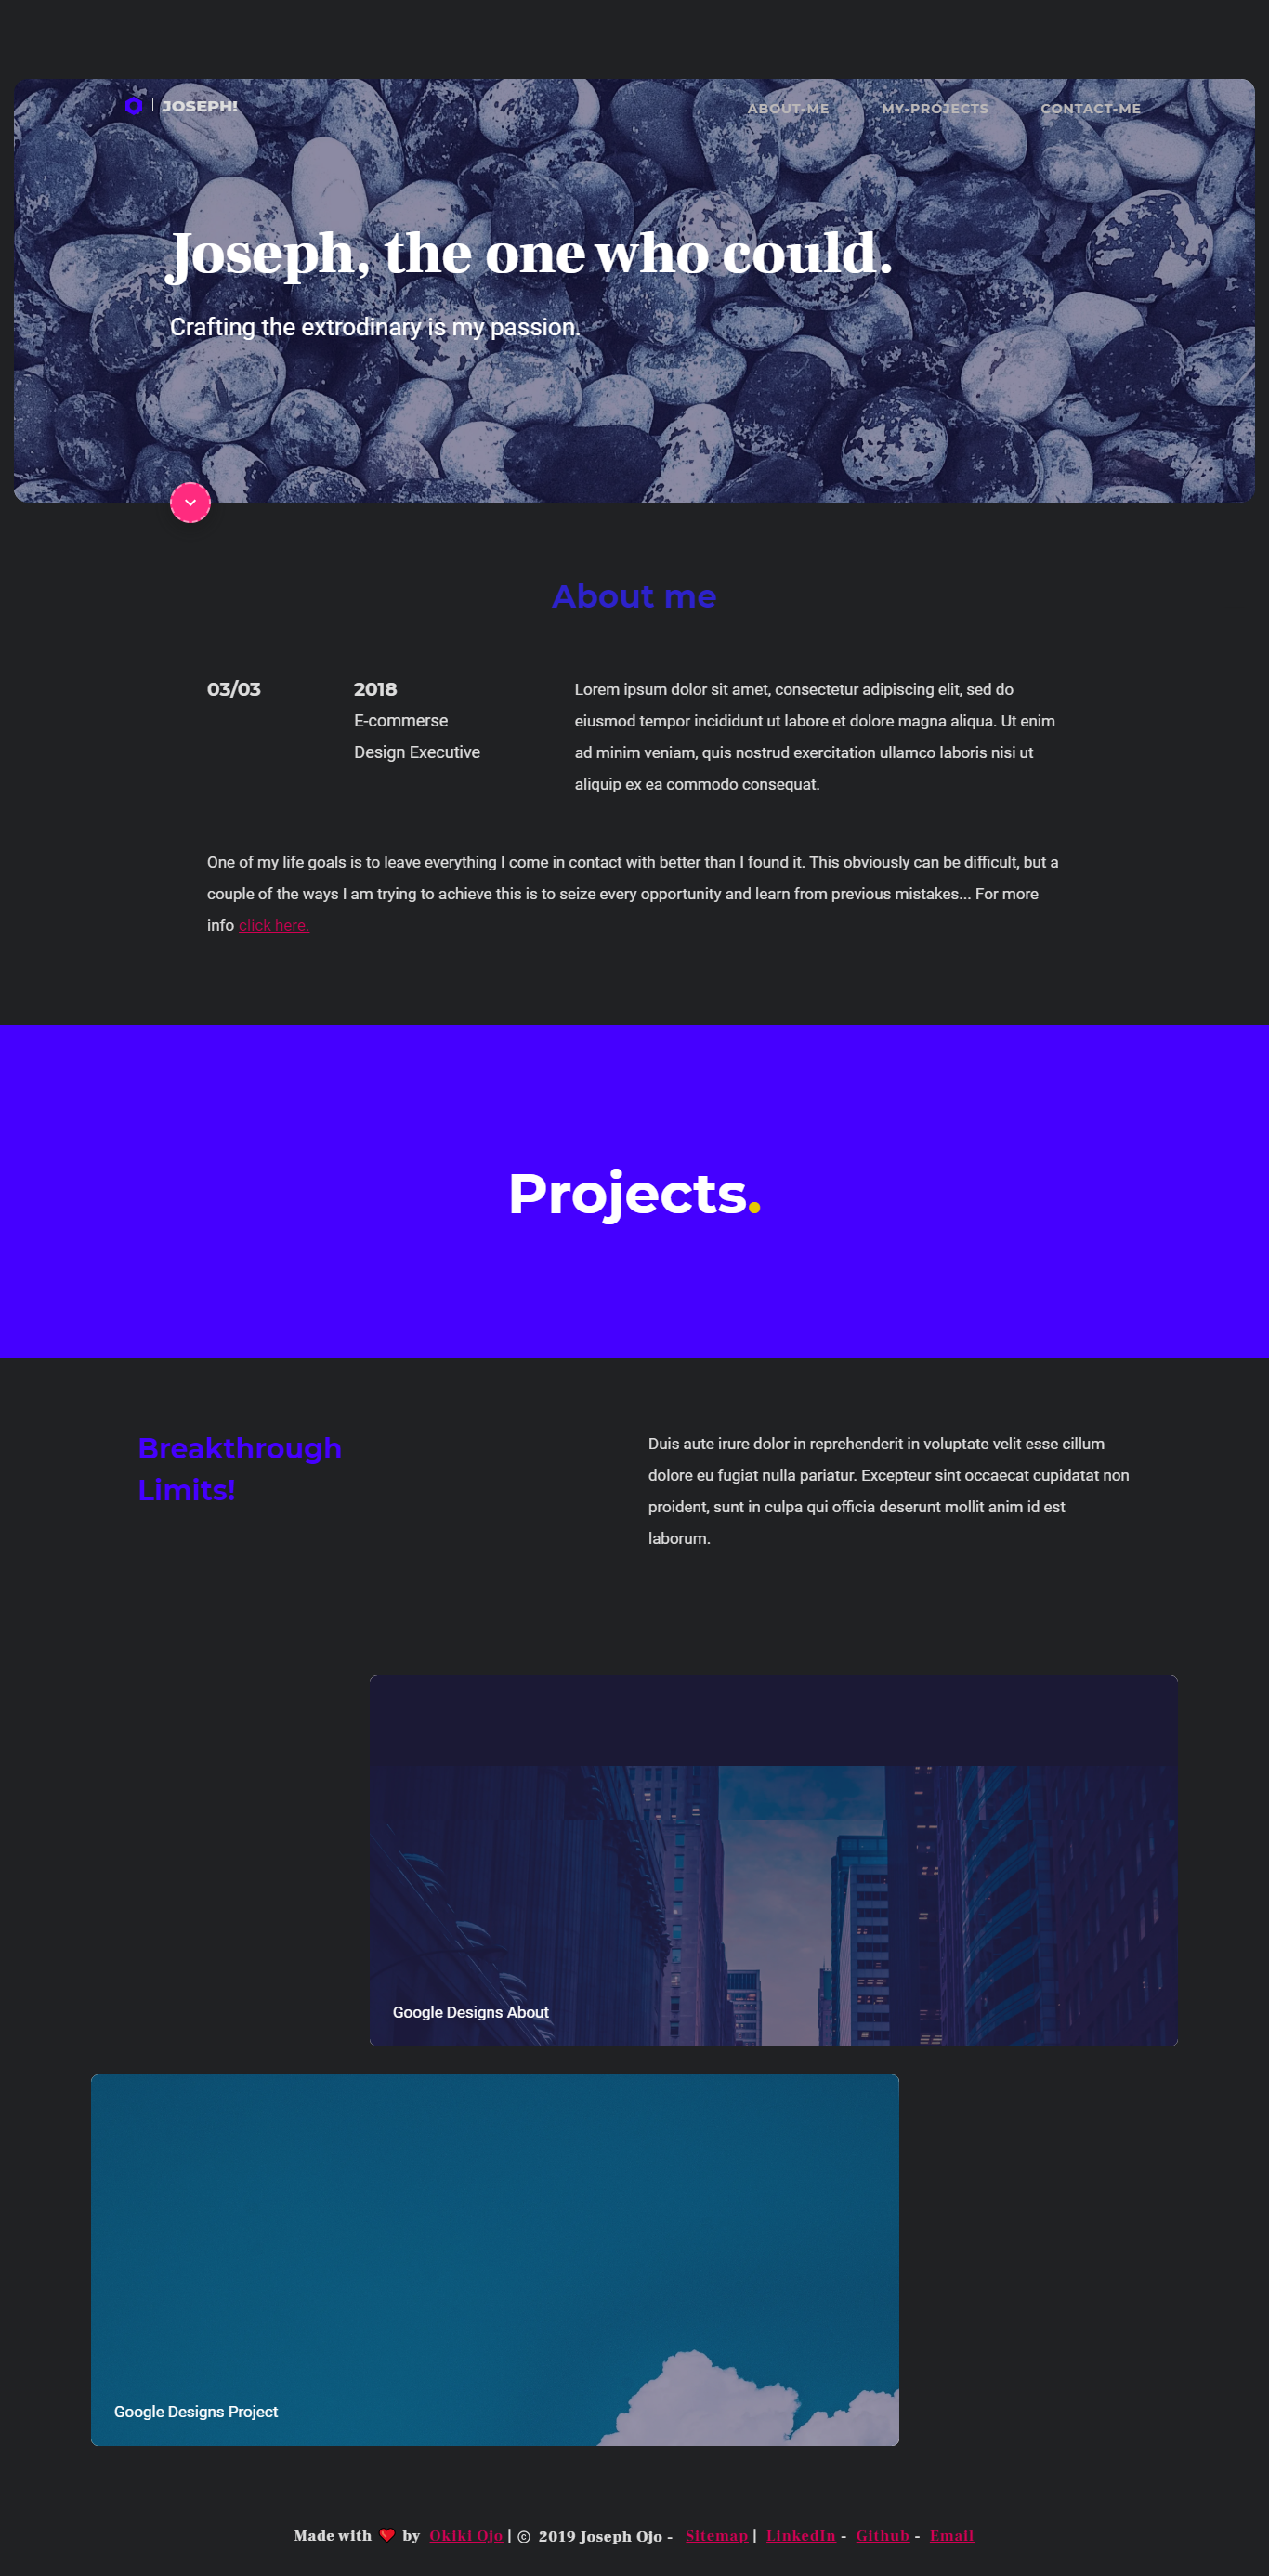 JOSEPH!
ABOUT-ME MY-PROJECTS CONTACT-ME
Joseph, the one who could.
Crafting the extrodinary is my passion.
About me
03/03
2018
E-commerse
Design Executive
Lorem ipsum dolor sit amet, consectetur adipiscing elit, sed do
eiusmod tempor incididunt ut labore et dolore magna aliqua. Ut enim
ad minim veniam, quis nostrud exercitation ullamco laboris nisi ut
aliquip ex ea commodo consequat.
One of my life goals is to leave everything I come in contact with better than I found it. This obviously can be difficult, but a
couple of the ways I am trying to achieve this is to seize every opportunity and learn from previous mistakes... For more
info click here.
Projects.
Breakthrough
Limits!
Duis aute irure dolor in reprehenderit in voluptate velit esse cillum
dolore eu fugiat nulla pariatur. Excepteur sint occaecat cupidatat non
proident, sunt in culpa qui officia deserunt mollit anim id est
laborum.
Google Designs About
Google Designs Project
Made with ❤️ by Okiki Ojo | © 2019 Joseph Ojo - Sitemap | LinkedIn - Github - Email